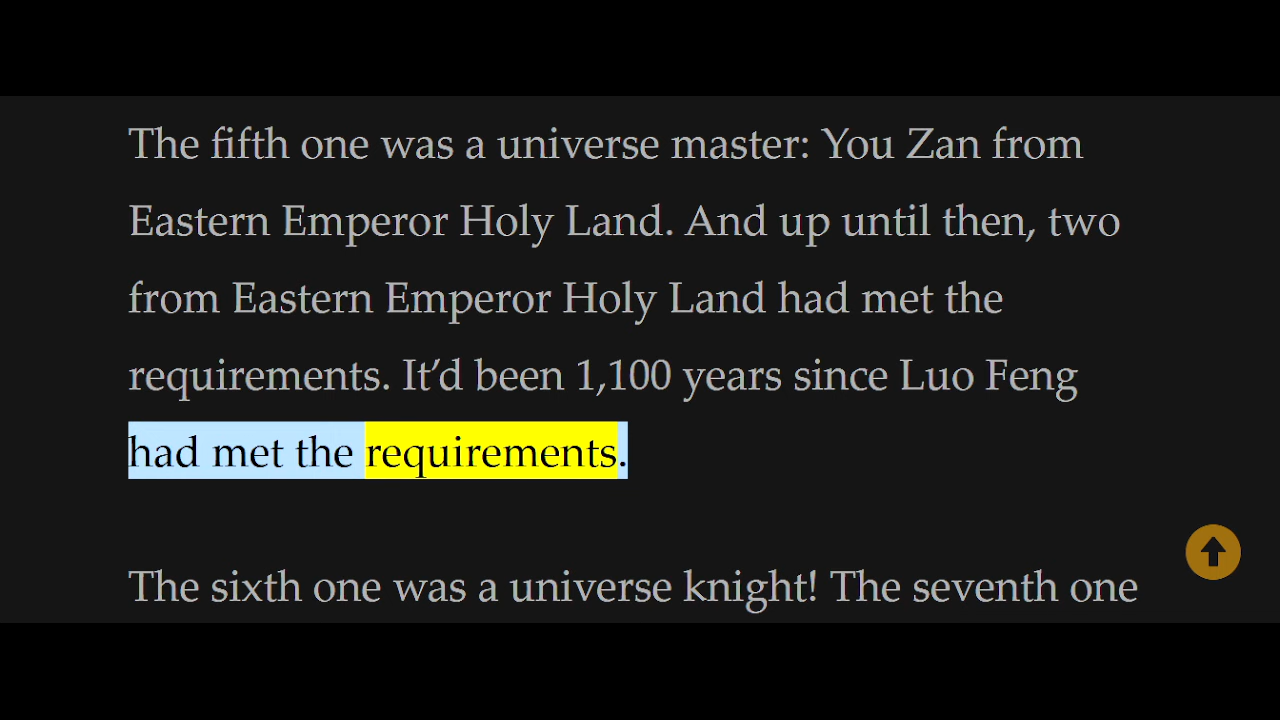 The fifth one was a universe master: You Zan from
Eastern Emperor Holy Land. And up until then, two
from Eastern Emperor Holy Land had met the
requirements. It’d been 1,100 years since Luo Feng
had met the requirements.
The sixth one was a universe knight! The seventh one